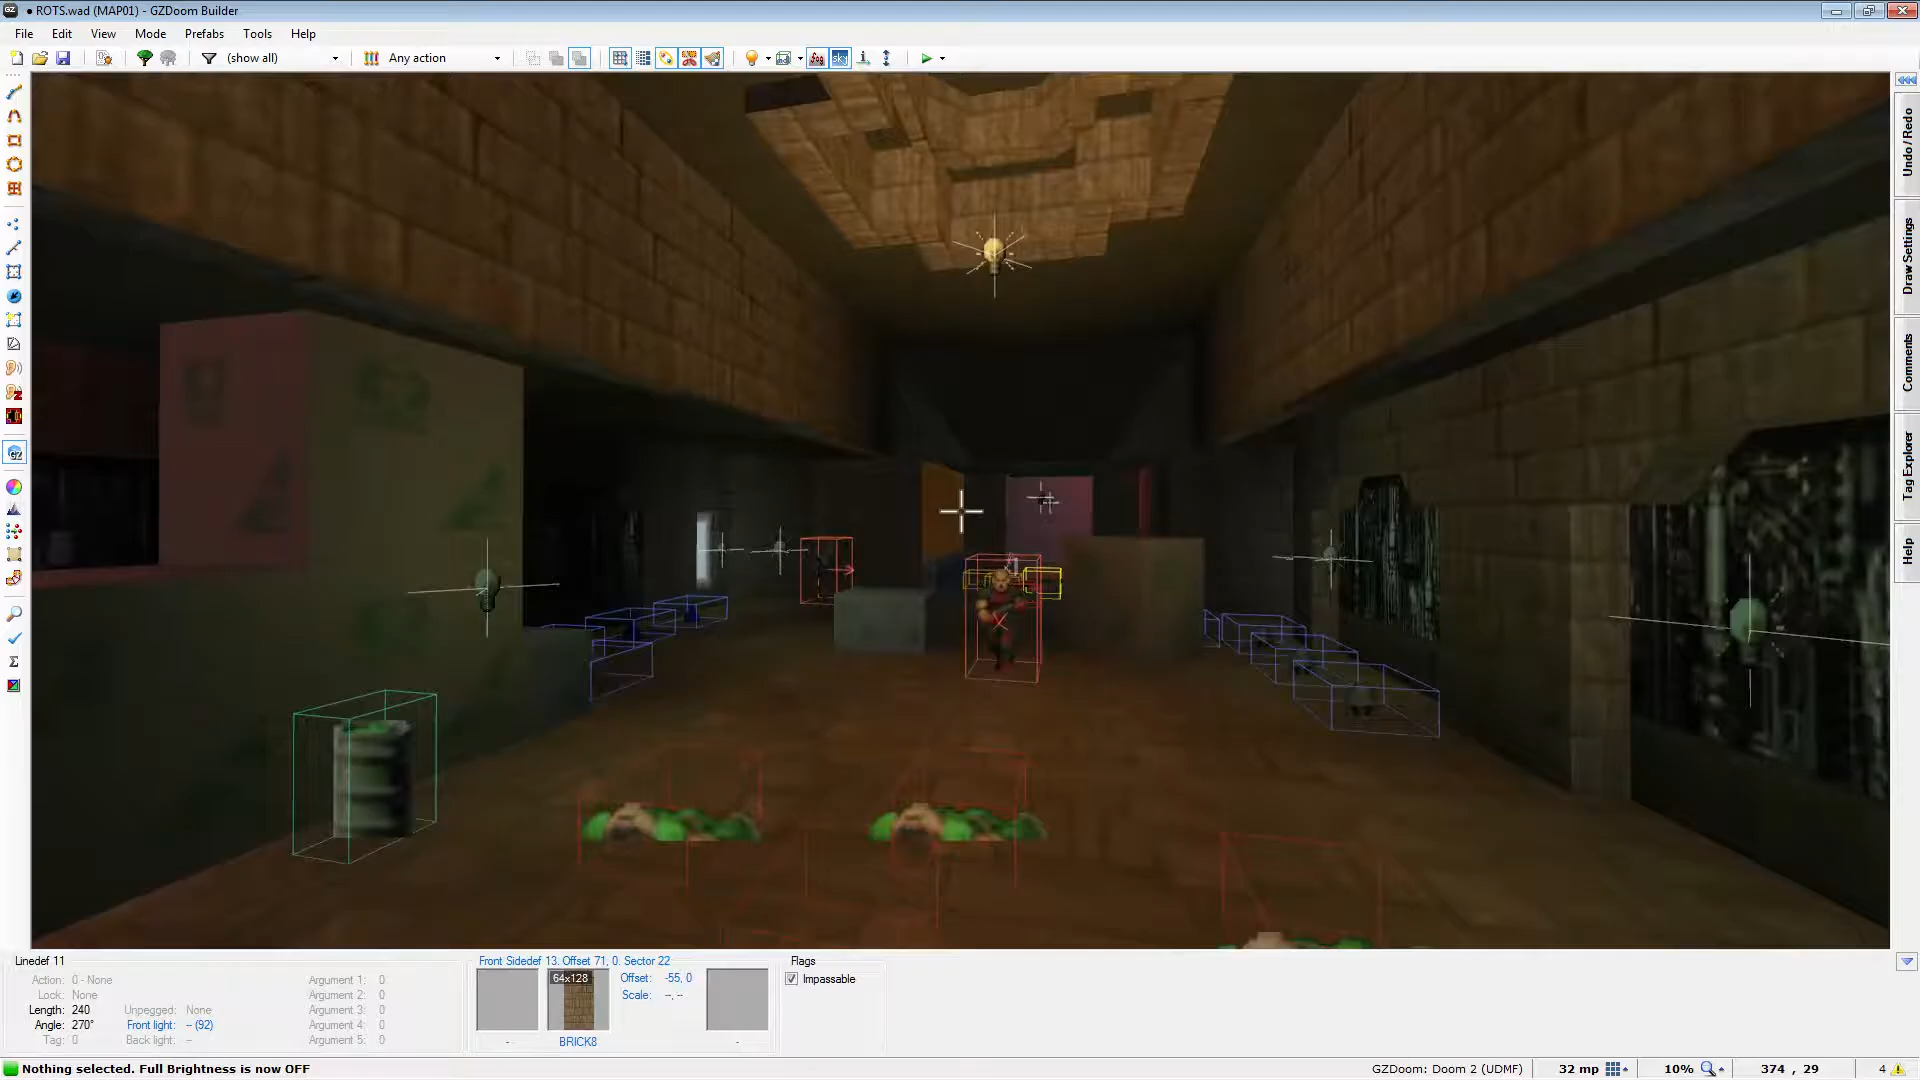 • ROTS.wad (MAP01) - GZDoom Builder
File Edit View Mode Prefabs Tools Help
(show all) Any action
Undo / Redo
Draw Settings
Comments
Tag Explorer
Help
Linedef 11
Action: 0 - None Argument 1: 0
Lock: None Argument 2: 0
Length: 240 Unpegged: None Argument 3: 0
Angle: 270° Front light: -- (92) Argument 4: 0
Tag: 0 Back light: -- Argument 5: 0
Front Sidedef 13. Offset 71, 0. Sector 22
64x128
Offset: -55, 0
Scale: --, --
- BRICK8 -
Flags
Impassable
Nothing selected. Full Brightness is now OFF
GZDoom: Doom 2 (UDMF) 32 mp 10% 374 , 29 4